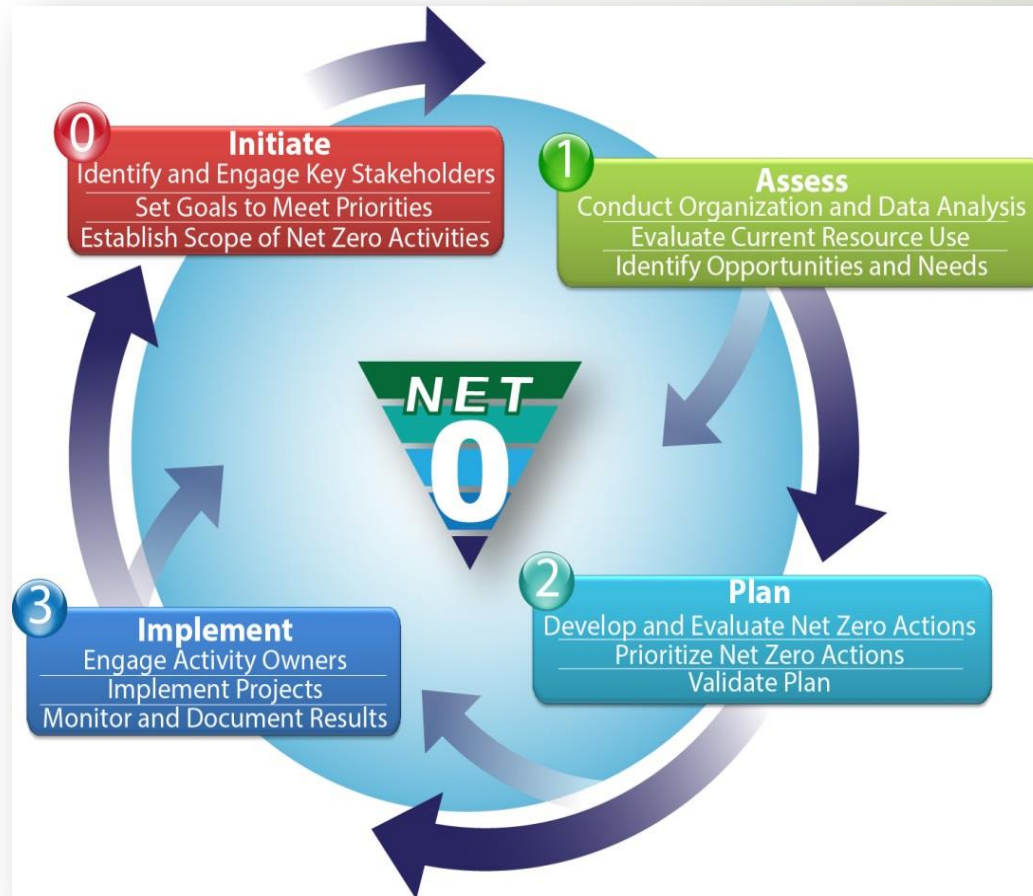 0
Initiate
Identify and Engage Key Stakeholders
Set Goals to Meet Priorities
Establish Scope of Net Zero Activities
1
Assess
Conduct Organization and Data Analysis
Evaluate Current Resource Use
Identify Opportunities and Needs
NET
0
2
Plan
Develop and Evaluate Net Zero Actions
Prioritize Net Zero Actions
Validate Plan
3
Implement
Engage Activity Owners
Implement Projects
Monitor and Document Results